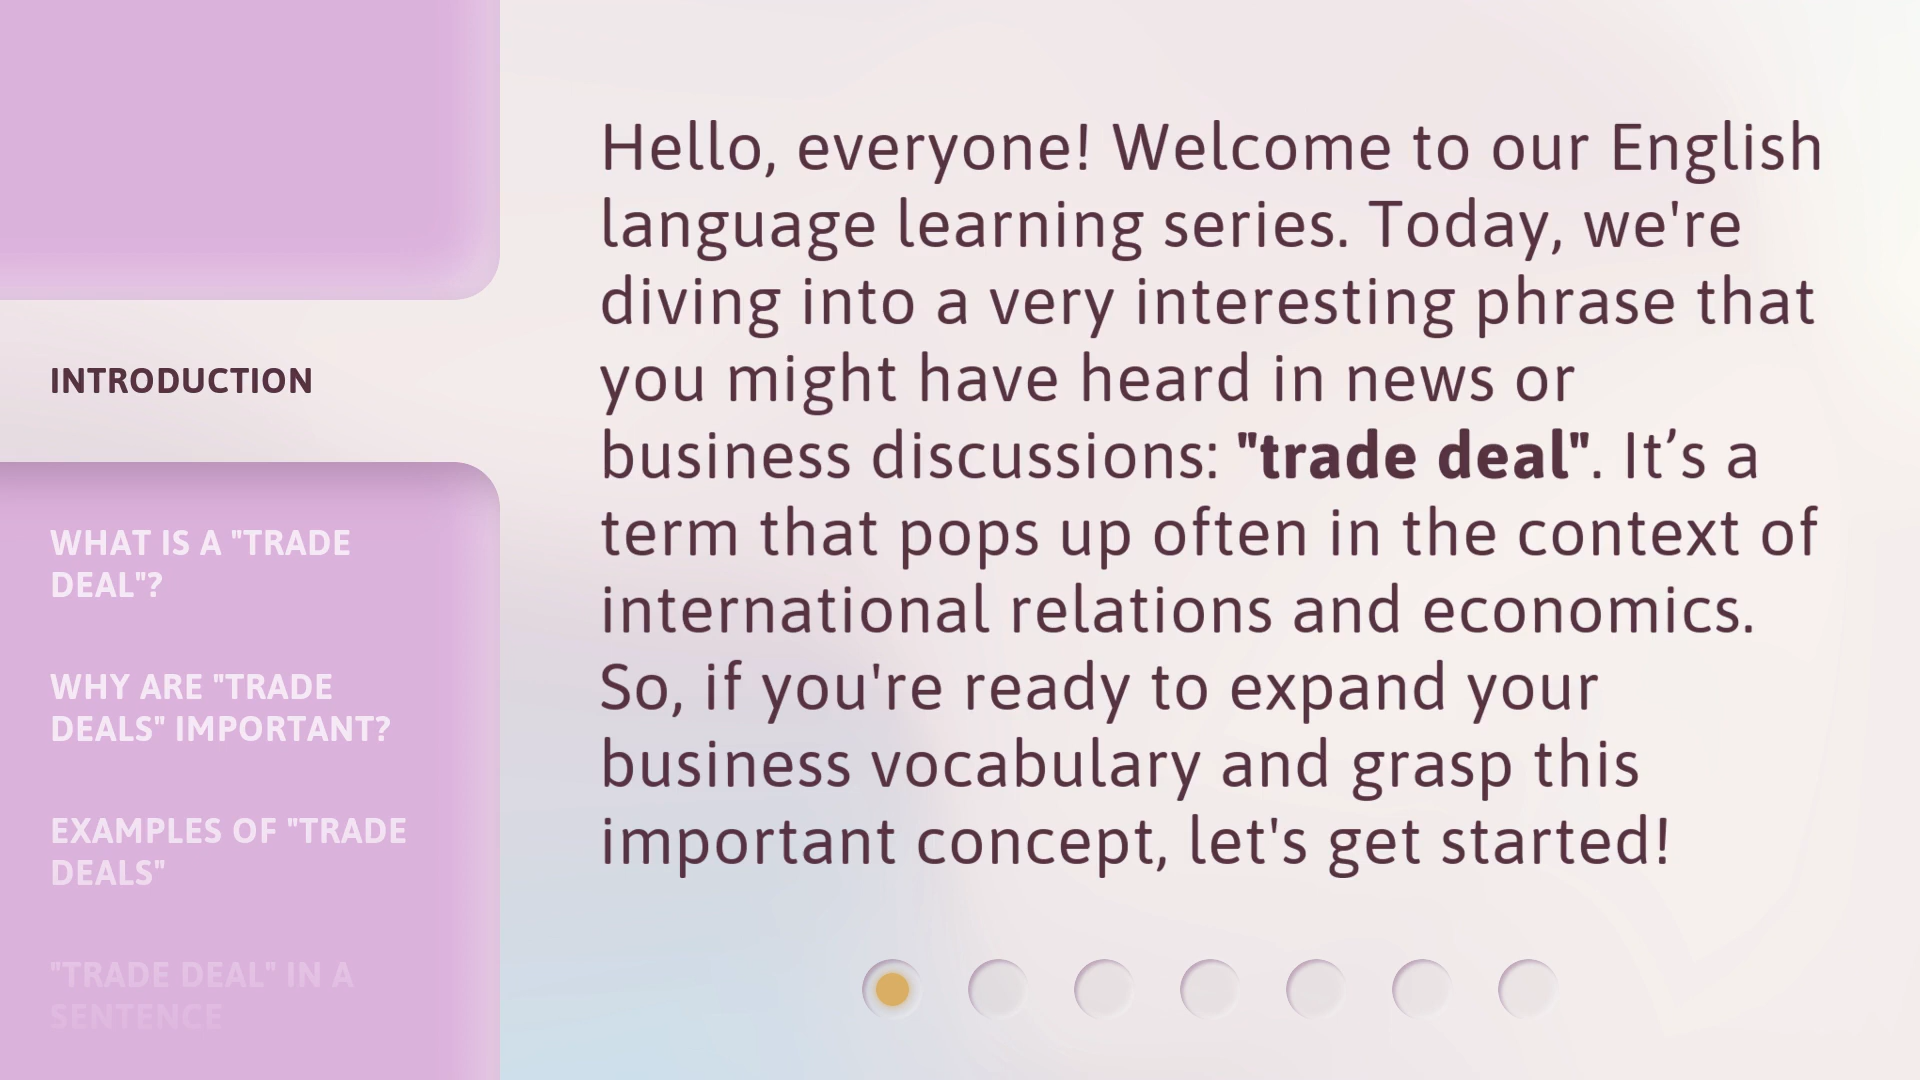 INTRODUCTION
WHAT IS A "TRADE
DEAL"?
WHY ARE "TRADE
DEALS" IMPORTANT?
EXAMPLES OF "TRADE
DEALS"
"TRADE DEAL" IN A
SENTENCE
Hello, everyone! Welcome to our English
language learning series. Today, we're
diving into a very interesting phrase that
you might have heard in news or
business discussions: "trade deal". It’s a
term that pops up often in the context of
international relations and economics.
So, if you're ready to expand your
business vocabulary and grasp this
important concept, let's get started!